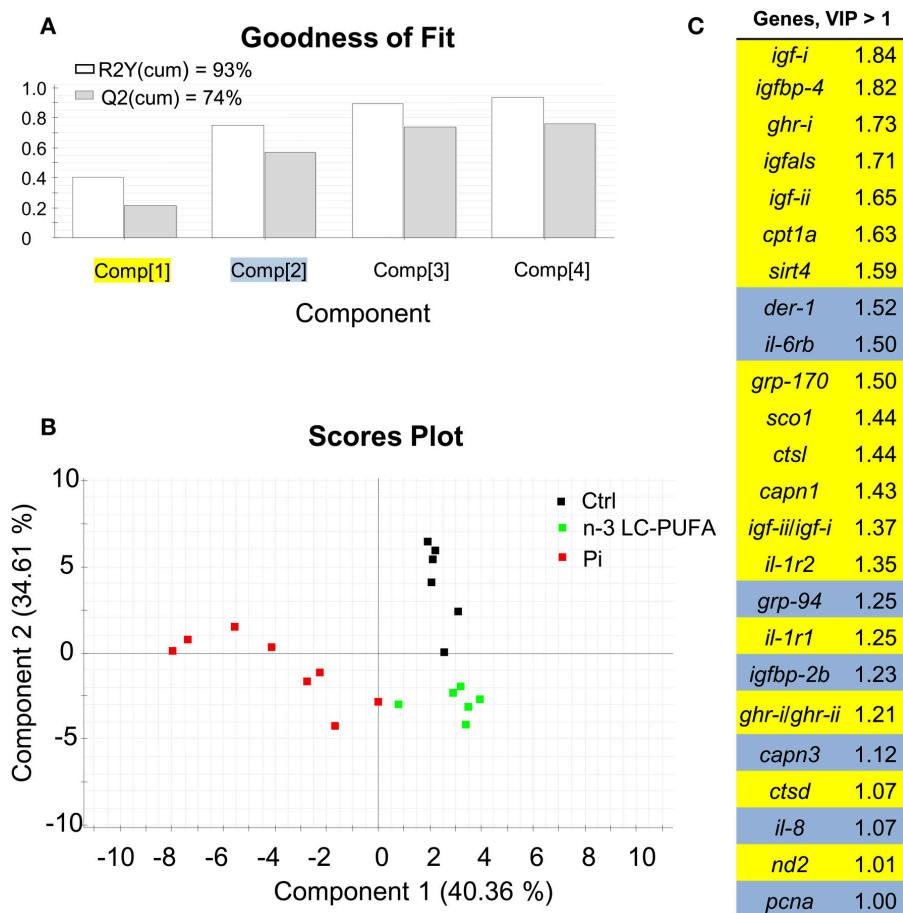 A
Goodness of Fit
R2Y(cum) = 93%
Q2(cum) = 74%
1.0
0.8
0.6
0.4
0.2
0
Comp[1] Comp[2] Comp[3] Comp[4]
Component
B
Scores Plot
Ctrl
n-3 LC-PUFA
Pi
Component 2 (34.61 %)
10
5
0
-5
-10
-10 -8 -6 -4 -2 0 2 4 6 8 10
Component 1 (40.36 %)
C
Genes, VIP > 1
igf-i 1.84
igfbp-4 1.82
ghr-i 1.73
igfals 1.71
igf-ii 1.65
cpt1a 1.63
sirt4 1.59
der-1 1.52
il-6rb 1.50
grp-170 1.50
sco1 1.44
ctsl 1.44
capn1 1.43
igf-ii/igf-i 1.37
il-1r2 1.35
grp-94 1.25
il-1r1 1.25
igfbp-2b 1.23
ghr-i/ghr-ii 1.21
capn3 1.12
ctsd 1.07
il-8 1.07
nd2 1.01
pcna 1.00